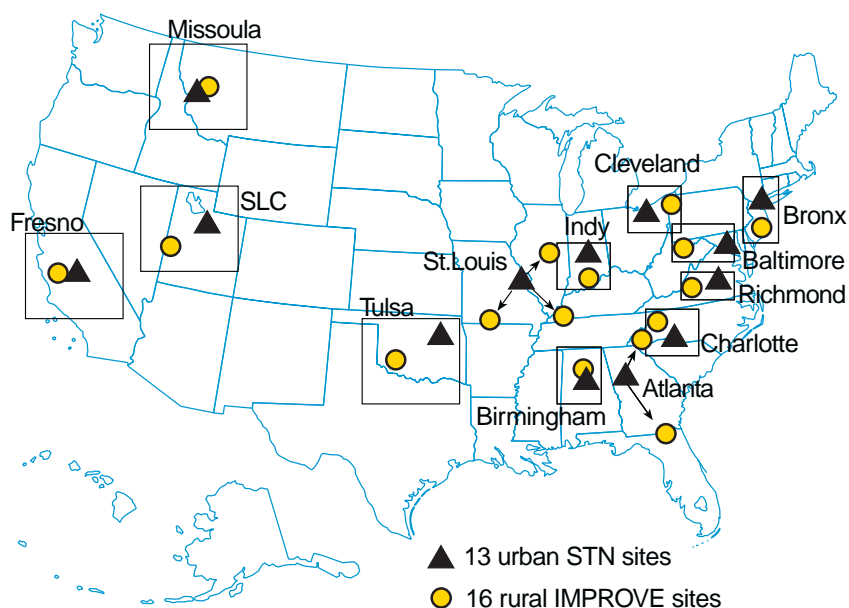 Missoula
Cleveland
SLC
Fresno
Bronx
Indy
St.Louis
Baltimore
Richmond
Tulsa
Charlotte
Atlanta
Birmingham
13 urban STN sites
16 rural IMPROVE sites